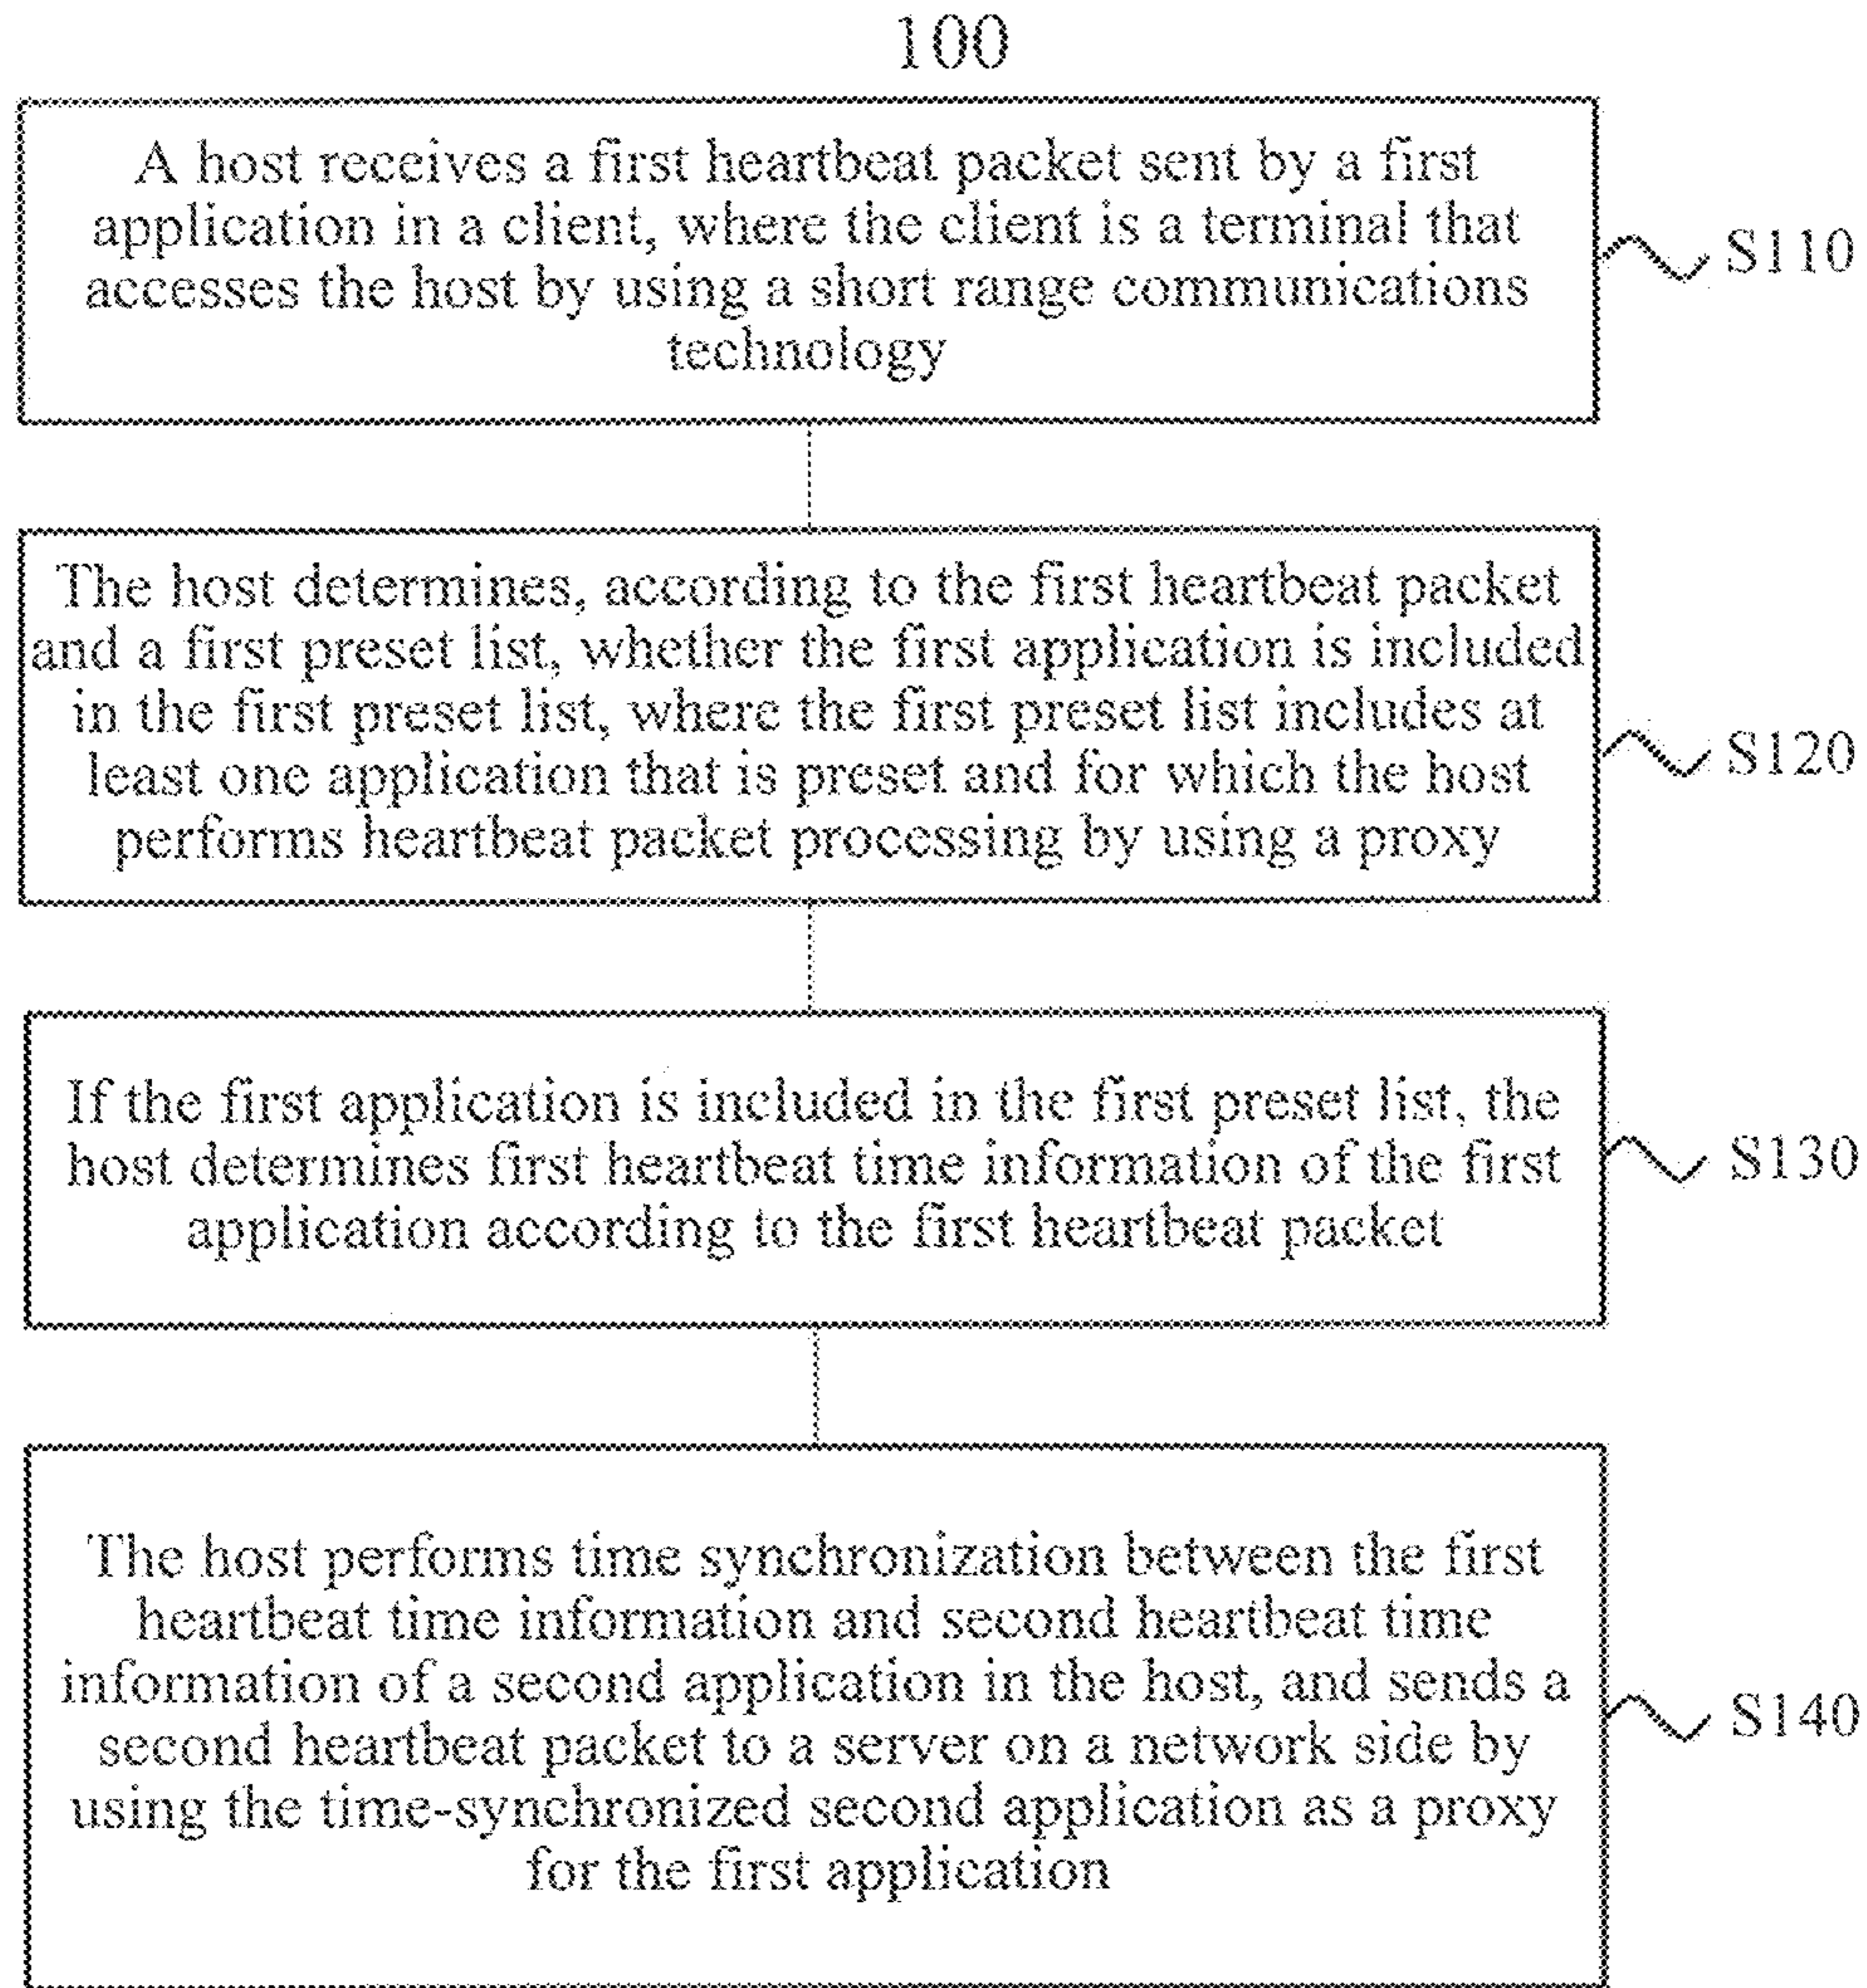 100
A host receives a first heartbeat packet sent by a first
application in a client, where the client is a terminal that
accesses the host by using a short range communications
technology
S110
The host determines, according to the first heartbeat packet
and a first preset list, whether the first application is included
in the first preset list, where the first preset list includes at
least one application that is preset and for which the host
performs heartbeat packet processing by using a proxy
S120
If the first application is included in the first preset list, the
host determines first heartbeat time information of the first
application according to the first heartbeat packet
S130
The host performs time synchronization between the first
heartbeat time information and second heartbeat time
information of a second application in the host, and sends a
second heartbeat packet to a server on a network side by
using the time-synchronized second application as a proxy
for the first application
S140